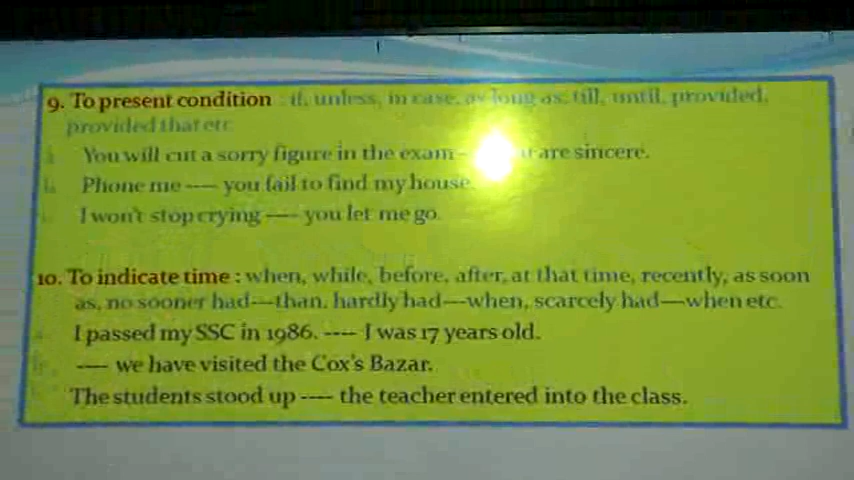 9. To present condition : if, unless, in case, as long as, till, until, provided,
provided that etc
a. You will cut a sorry figure in the exam – are sincere.
b. Phone me ---- you fail to find my house.
I won't stop crying ---- you let me go.
10. To indicate time : when, while, before, after, at that time, recently, as soon
as, no sooner had—than, hardly had—when, scarcely had—when etc.
I passed my SSC in 1986. ---- I was 17 years old.
---- we have visited the Cox's Bazar.
The students stood up ---- the teacher entered into the class.